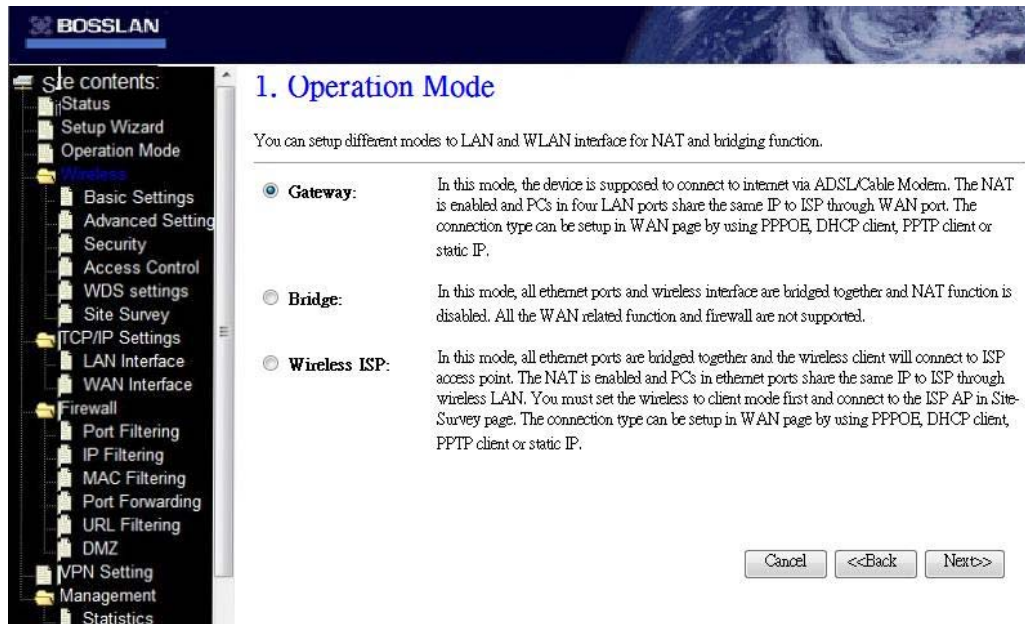 BOSSLAN
Site contents:
Status
Setup Wizard
Operation Mode
Wireless
Basic Settings
Advanced Setting
Security
Access Control
WDS settings
Site Survey
TCP/IP Settings
LAN Interface
WAN Interface
Firewall
Port Filtering
IP Filtering
MAC Filtering
Port Forwarding
URL Filtering
DMZ
VPN Setting
Management
Statistics
1. Operation Mode
You can setup different modes to LAN and WLAN interface for NAT and bridging function.
Gateway:
In this mode, the device is supposed to connect to internet via ADSL/Cable Modem. The NAT
is enabled and PCs in four LAN ports share the same IP to ISP through WAN port. The
connection type can be setup in WAN page by using PPPOE, DHCP client, PPTP client or
static IP.
Bridge:
In this mode, all ethernet ports and wireless interface are bridged together and NAT function is
disabled. All the WAN related function and firewall are not supported.
Wireless ISP:
In this mode, all ethernet ports are bridged together and the wireless client will connect to ISP
access point. The NAT is enabled and PCs in ethernet ports share the same IP to ISP through
wireless LAN. You must set the wireless to client mode first and connect to the ISP AP in Site-
Survey page. The connection type can be setup in WAN page by using PPPOE, DHCP client,
PPTP client or static IP.
Cancel
<<Back
Next>>